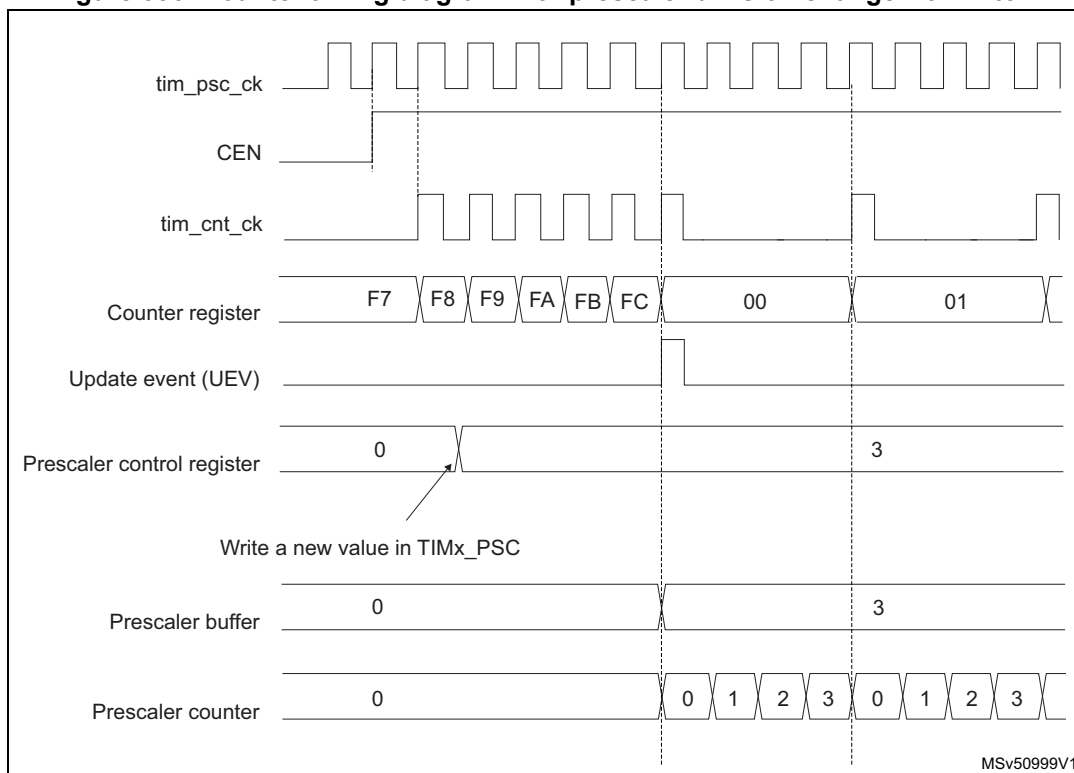 tim_psc_ck
CEN
tim_cnt_ck
Counter register F7 F8 F9 FA FB FC 00 01
Update event (UEV)
Prescaler control register 0 3
Write a new value in TIMx_PSC
Prescaler buffer 0 3
Prescaler counter 0 0 1 2 3 0 1 2 3
MSv50999V1